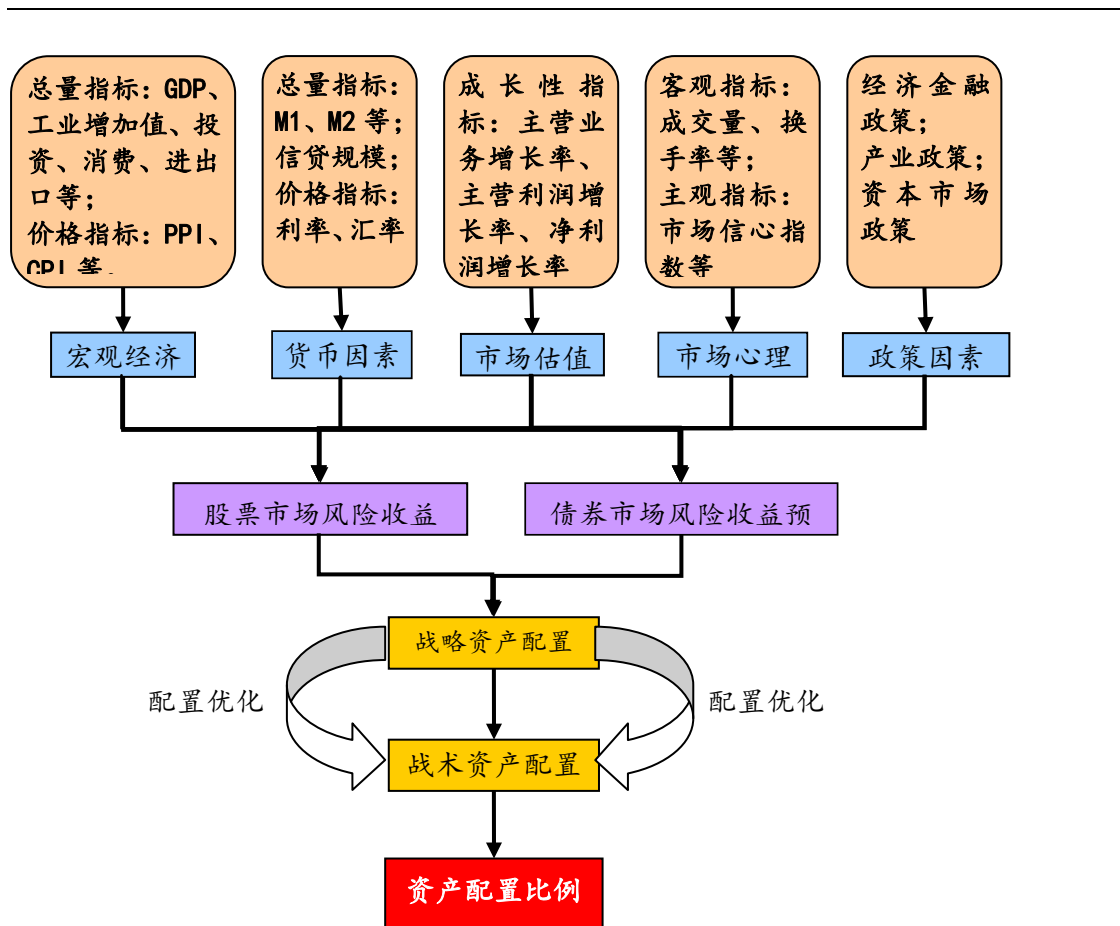 总量指标：GDP、
工业增加值、投
资、消费、进出
口等；
价格指标：PPI、
CPI 等。
总量指标：
M1、M2 等；
信贷规模；
价格指标：
利率、汇率
成长性指
标：主营业
务增长率、
主营利润增
长率、净利
润增长率
客观指标：
成交量、换
手率等；
主观指标：
市场信心指
数等
经济金融
政策；
产业政策；
资本市场
政策
宏观经济
货币因素
市场估值
市场心理
政策因素
股票市场风险收益
债券市场风险收益预
战略资产配置
配置优化
配置优化
战术资产配置
资产配置比例